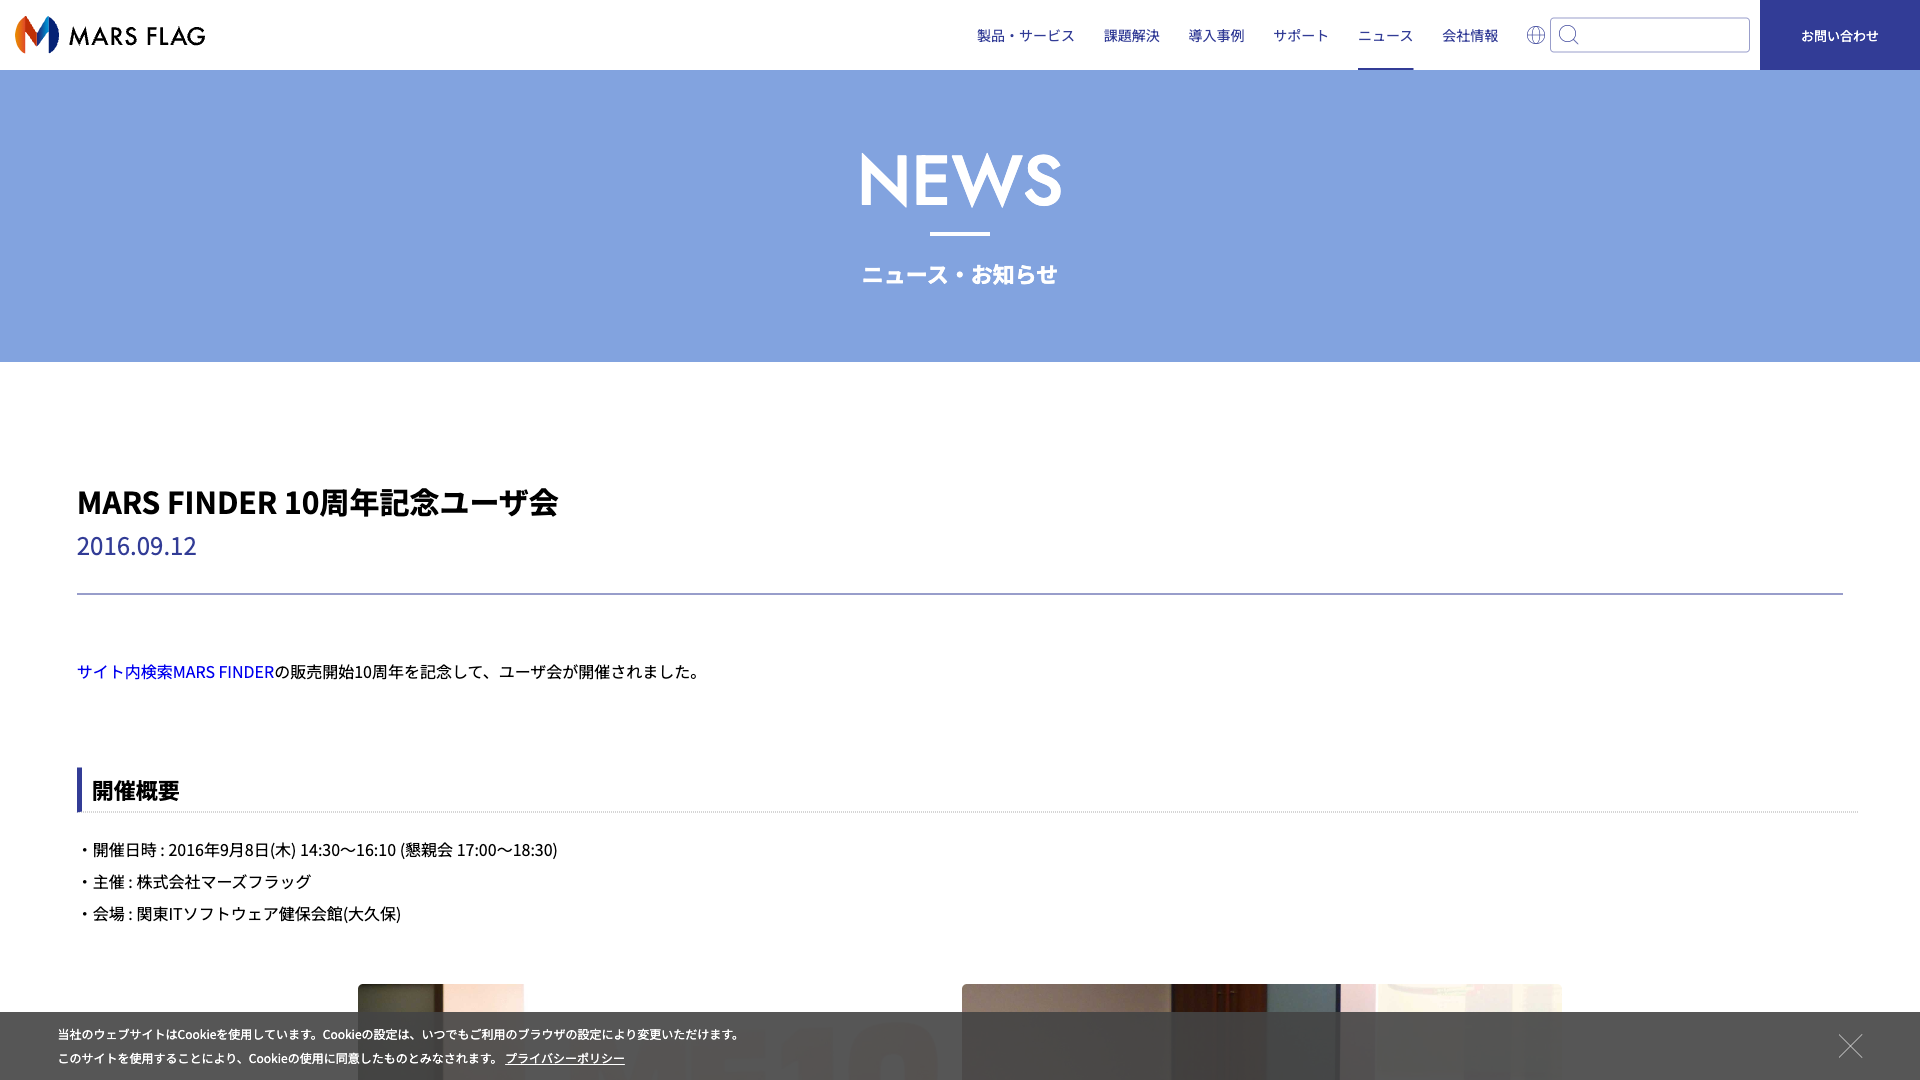 MARS FLAG
製品・サービス
課題解決
導入事例
サポート
ニュース
会社情報
お問い合わせ
NEWS
ニュース・お知らせ
MARS FINDER 10周年記念ユーザ会
2016.09.12
サイト内検索MARS FINDERの販売開始10周年を記念して、ユーザ会が開催されました。
開催概要
・開催日時 : 2016年9月8日(木) 14:30〜16:10 (懇親会 17:00〜18:30)
・主催 : 株式会社マーズフラッグ
・会場 : 関東ITソフトウェア健保会館(大久保)
当社のウェブサイトはCookieを使用しています。Cookieの設定は、いつでもご利用のブラウザの設定により変更いただけます。
このサイトを使用することにより、Cookieの使用に同意したものとみなされます。 プライバシーポリシー